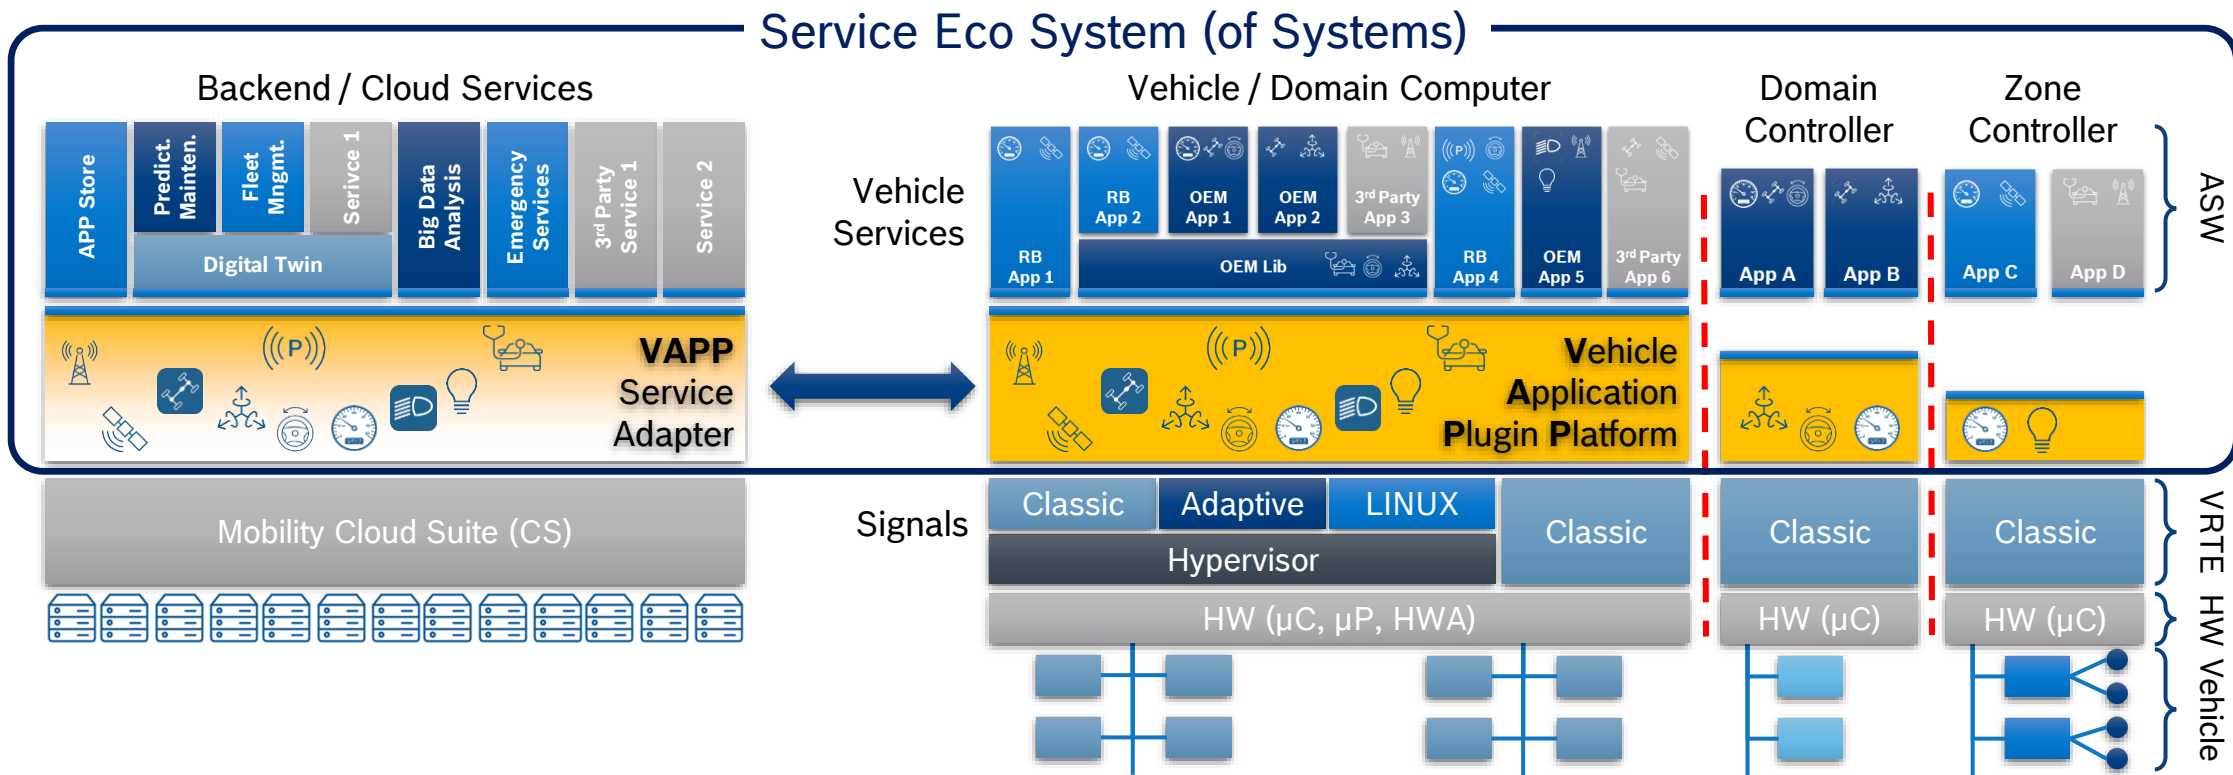 Service Eco System (of Systems)
Backend / Cloud Services
APP Store
Predict.
Mainten.
Fleet
Mngmt.
Serivce 1
Big Data
Analysis
Emergency
Services
3rd Party
Service 1
Service 2
Digital Twin
VAPP
Service
Adapter
Mobility Cloud Suite (CS)
Vehicle / Domain Computer
Vehicle
Services
RB
App 1
RB
App 2
OEM
App 1
OEM
App 2
3rd Party
App 3
OEM Lib
((P))
RB
App 4
OEM
App 5
3rd Party
App 6
((P))
((P))
Vehicle
Application
Plugin Platform
Signals
Classic
Adaptive
LINUX
Hypervisor
Classic
HW (µC, µP, HWA)
Domain
Controller
App A
App B
Classic
HW (µC)
Zone
Controller
App C
App D
Classic
HW (µC)
ASW
VRTE
HW
Vehicle